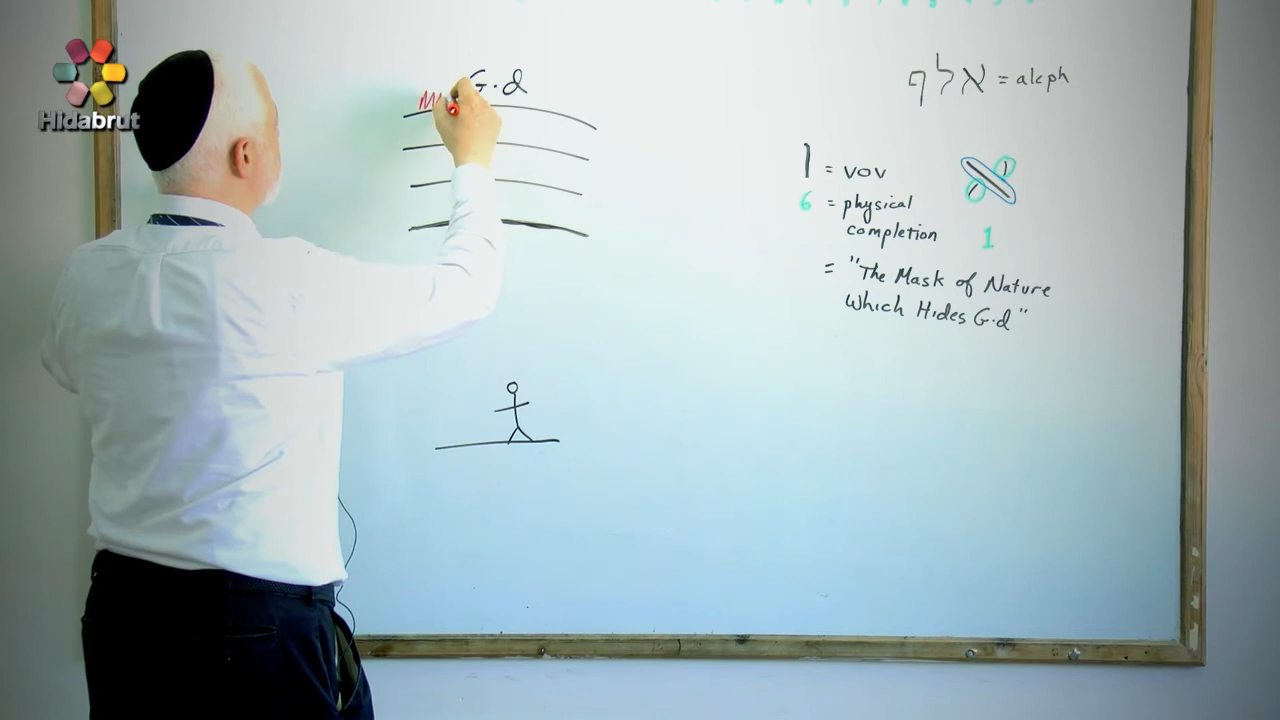 Hidabrut
G.d
אלף = aleph
ו = vov
6 = physical
completion
1
= "The Mask of Nature
Which Hides G.d"